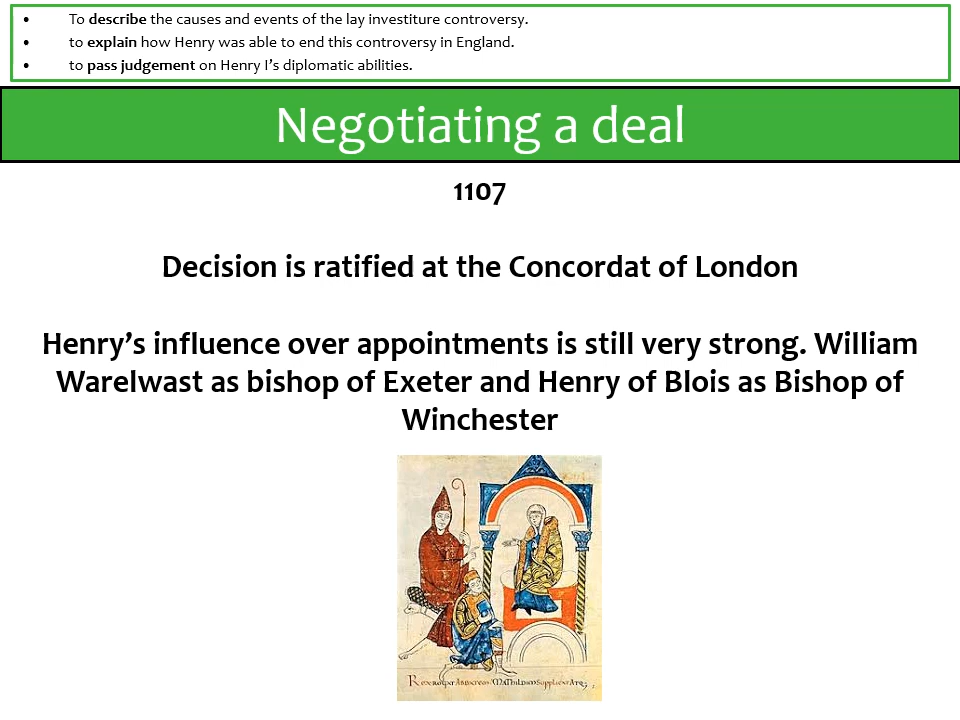 • To describe the causes and events of the lay investiture controversy.
• to explain how Henry was able to end this controversy in England.
• to pass judgement on Henry I’s diplomatic abilities.
Negotiating a deal
1107
Decision is ratified at the Concordat of London
Henry’s influence over appointments is still very strong. William
Warelwast as bishop of Exeter and Henry of Blois as Bishop of
Winchester